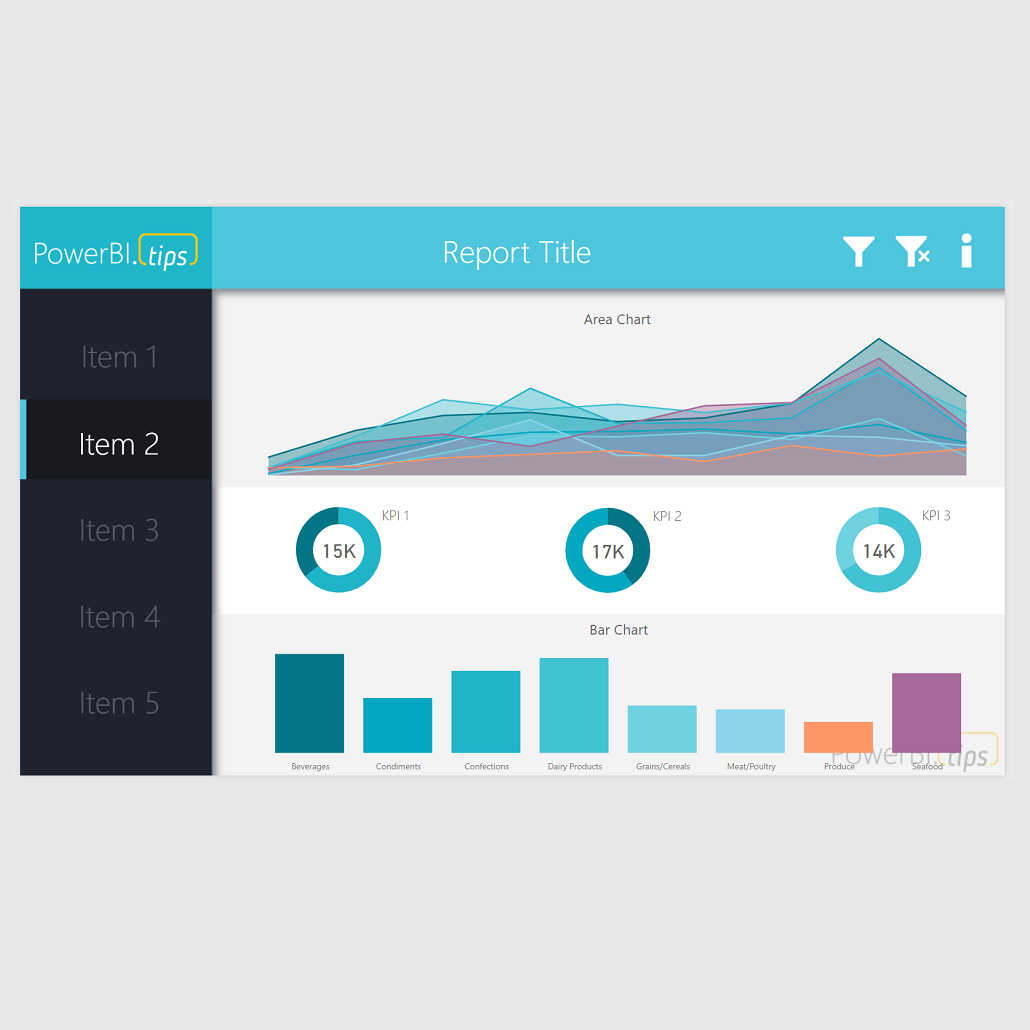 PowerBI.tips
Report Title
Item 1
Item 2
Item 3
Item 4
Item 5
Area Chart
KPI 1
15K
KPI 2
17K
KPI 3
14K
Bar Chart
Beverages
Condiments
Confections
Dairy Products
Grains/Cereals
Meat/Poultry
Produce
Seafood
PowerBI.tips